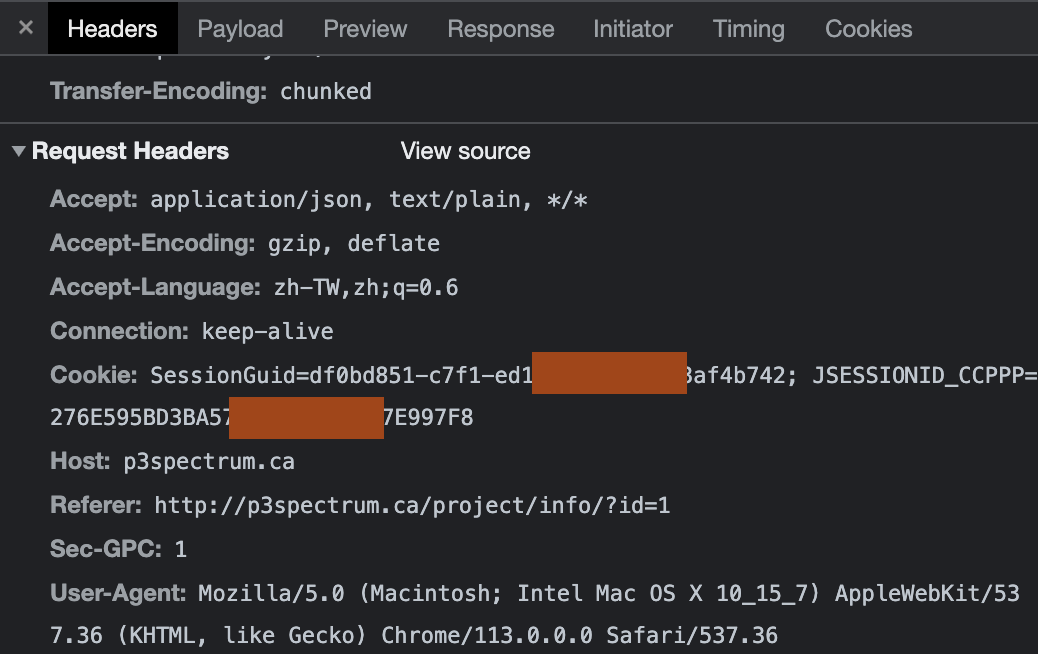 × Headers Payload Preview Response Initiator Timing Cookies
Transfer-Encoding: chunked
▼ Request Headers View source
Accept: application/json, text/plain, */*
Accept-Encoding: gzip, deflate
Accept-Language: zh-TW,zh;q=0.6
Connection: keep-alive
Cookie: SessionGuid=df0bd851-c7f1-ed1 af4b742; JSESSIONID_CCPPP=
276E595BD3BA57 7E997F8
Host: p3spectrum.ca
Referer: http://p3spectrum.ca/project/info/?id=1
Sec-GPC: 1
User-Agent: Mozilla/5.0 (Macintosh; Intel Mac OS X 10_15_7) AppleWebKit/53
7.36 (KHTML, like Gecko) Chrome/113.0.0.0 Safari/537.36